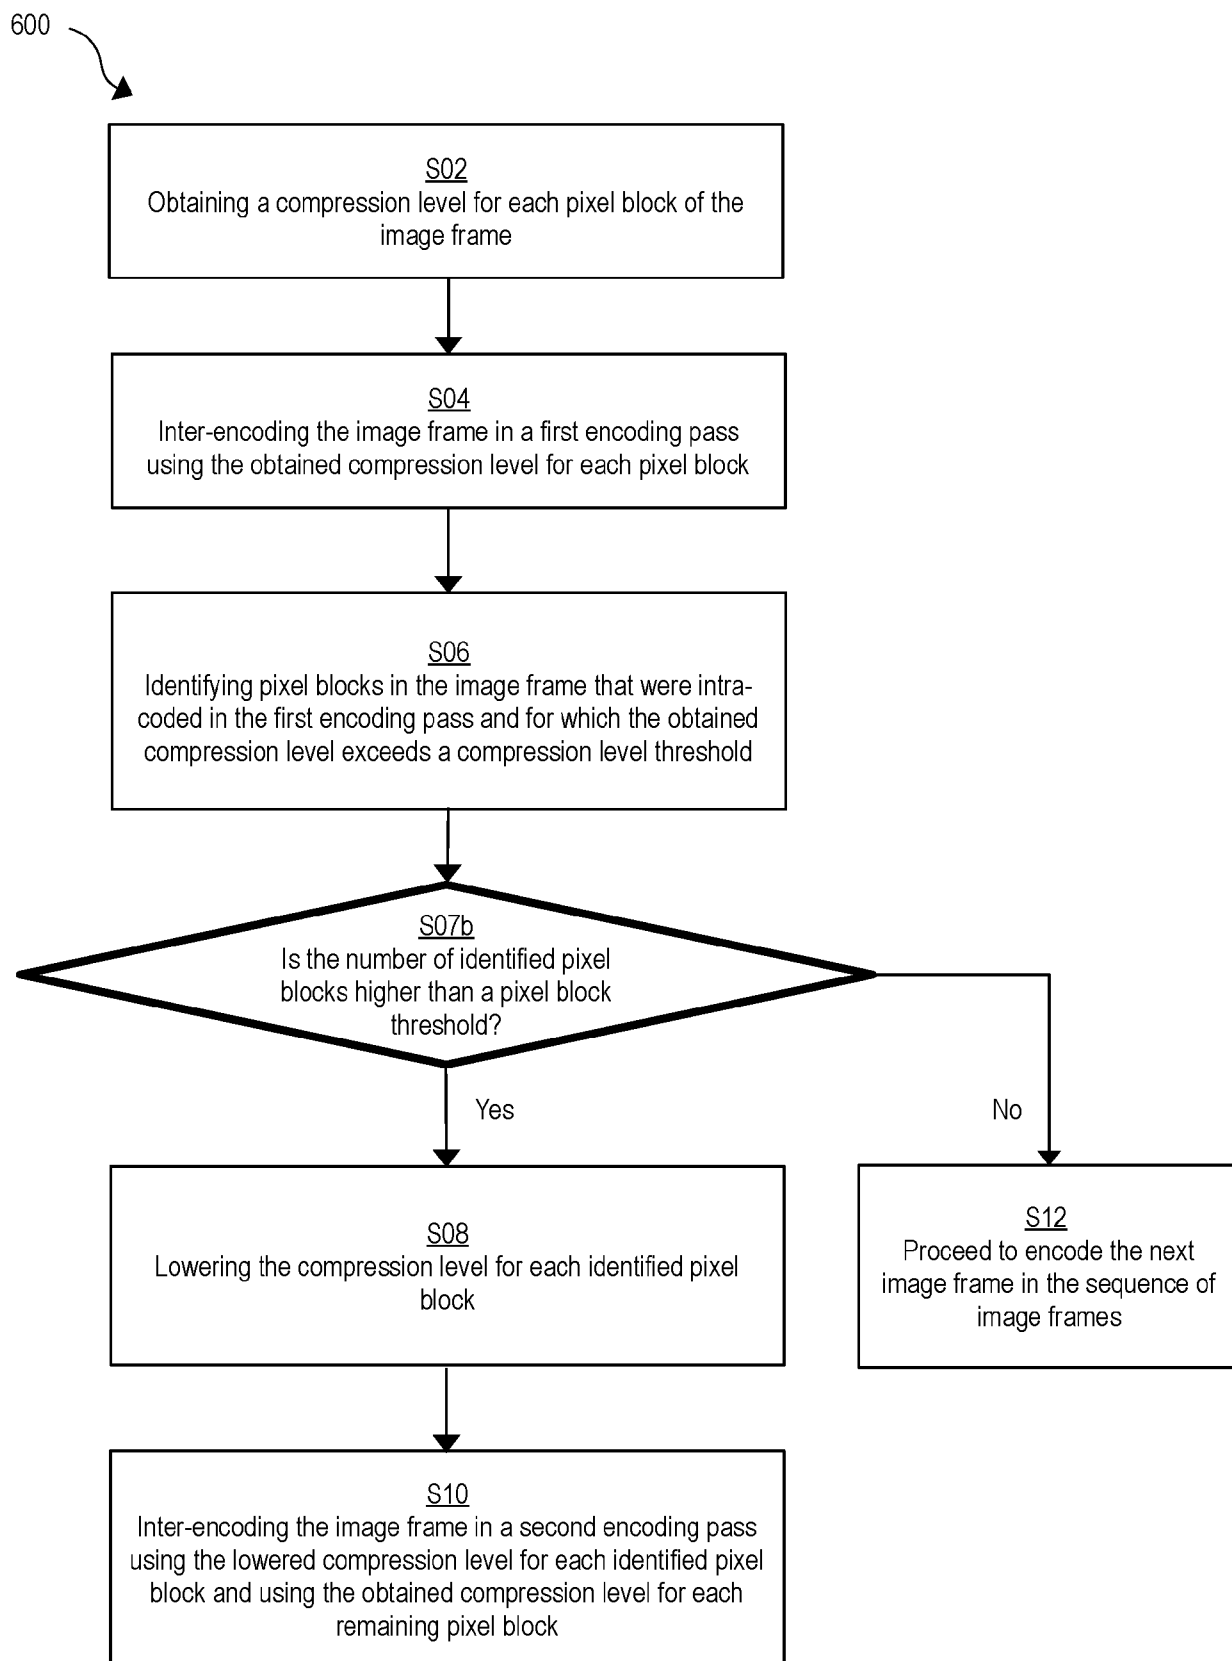 600
S02
Obtaining a compression level for each pixel block of the
image frame
S04
Inter-encoding the image frame in a first encoding pass
using the obtained compression level for each pixel block
S06
Identifying pixel blocks in the image frame that were intra-
coded in the first encoding pass and for which the obtained
compression level exceeds a compression level threshold
S07b
Is the number of identified pixel
blocks higher than a pixel block
threshold?
Yes
No
S08
Lowering the compression level for each identified pixel
block
S12
Proceed to encode the next
image frame in the sequence of
image frames
S10
Inter-encoding the image frame in a second encoding pass
using the lowered compression level for each identified pixel
block and using the obtained compression level for each
remaining pixel block